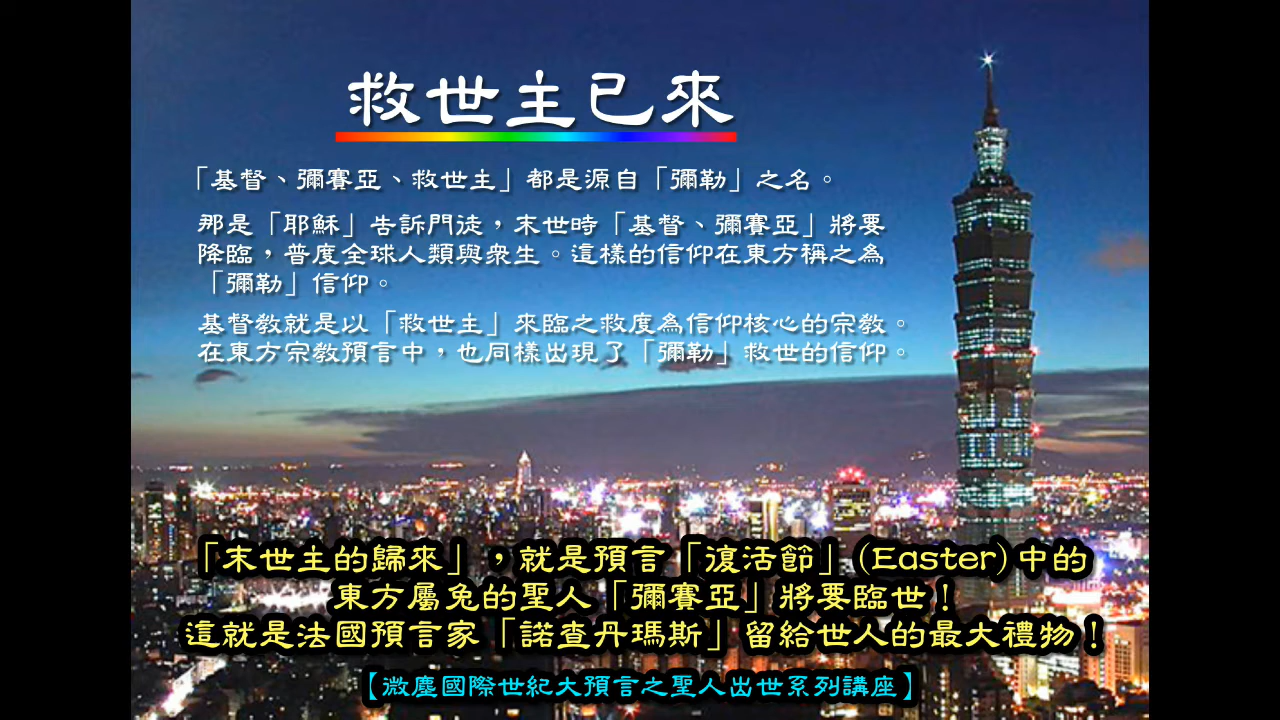 救世主已來
「基督、彌賽亞、救世主」都是源自「彌勒」之名。
那是「耶穌」告訴門徒，末世時「基督、彌賽亞」將要
降臨，普度全球人類與眾生。這樣的信仰在東方稱之為
「彌勒」信仰。
基督教就是以「救世主」來臨之救度為信仰核心的宗教。
在東方宗教預言中，也同樣出現了「彌勒」救世的信仰。
「末世主的歸來」，就是預言「復活節」(Easter)中的
東方屬兔的聖人「彌賽亞」將要臨世！
這就是法國預言家「諾查丹瑪斯」留給世人的最大禮物！
【微塵國際世紀大預言之聖人出世系列講座】